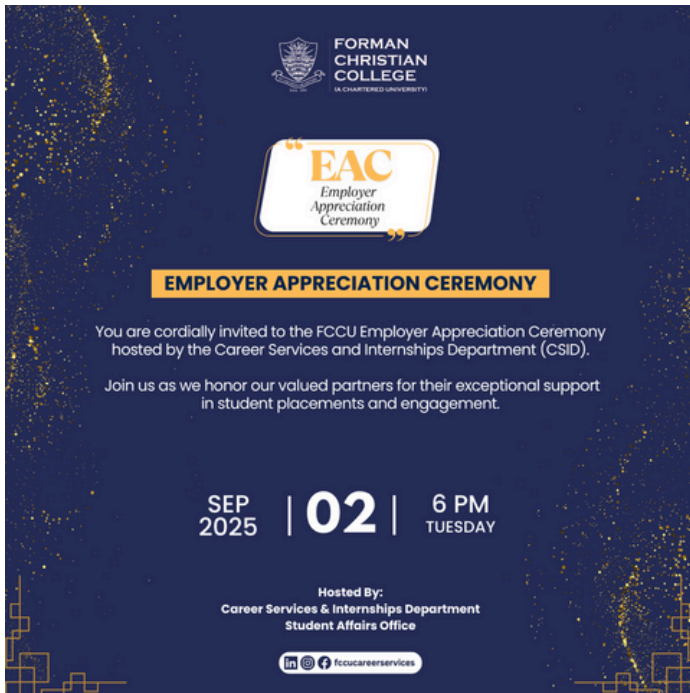 FORMAN
CHRISTIAN
COLLEGE
(A CHARTERED UNIVERSITY)
EAC
Employer
Appreciation
Ceremony
EMPLOYER APPRECIATION CEREMONY
You are cordially invited to the FCCU Employer Appreciation Ceremony
hosted by the Career Services and Internships Department (CSID).
Join us as we honor our valued partners for their exceptional support
in student placements and engagement.
SEP
2025
| 02 |
6 PM
TUESDAY
Hosted By:
Career Services & Internships Department
Student Affairs Office
fccucareerservices